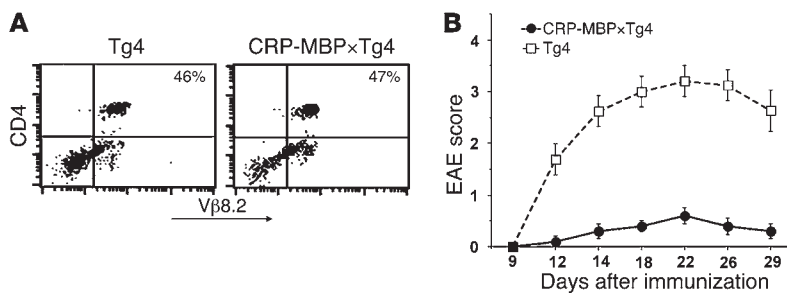 A
Tg4
CRP-MBP×Tg4
46%
47%
CD4
Vβ8.2
B
CRP-MBP×Tg4
Tg4
EAE score
4
3
2
1
0
9 12 14 18 22 26 29
Days after immunization